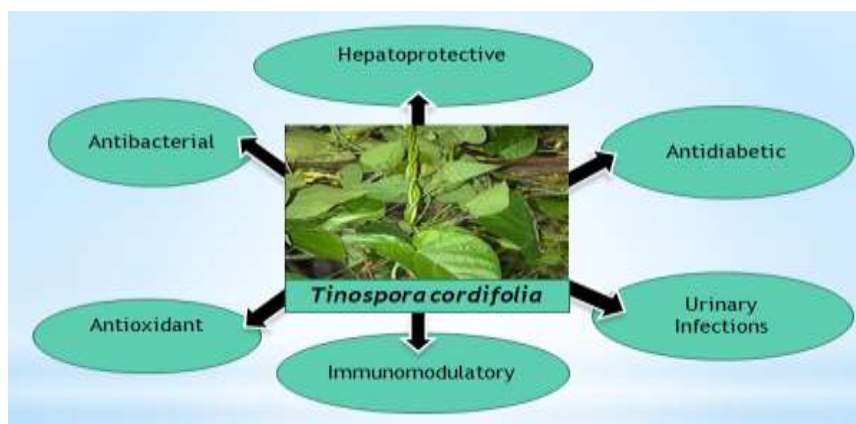 Hepatoprotective
Antibacterial
Antidiabetic
Tinospora cordifolia
Antioxidant
Urinary
Infections
Immunomodulatory